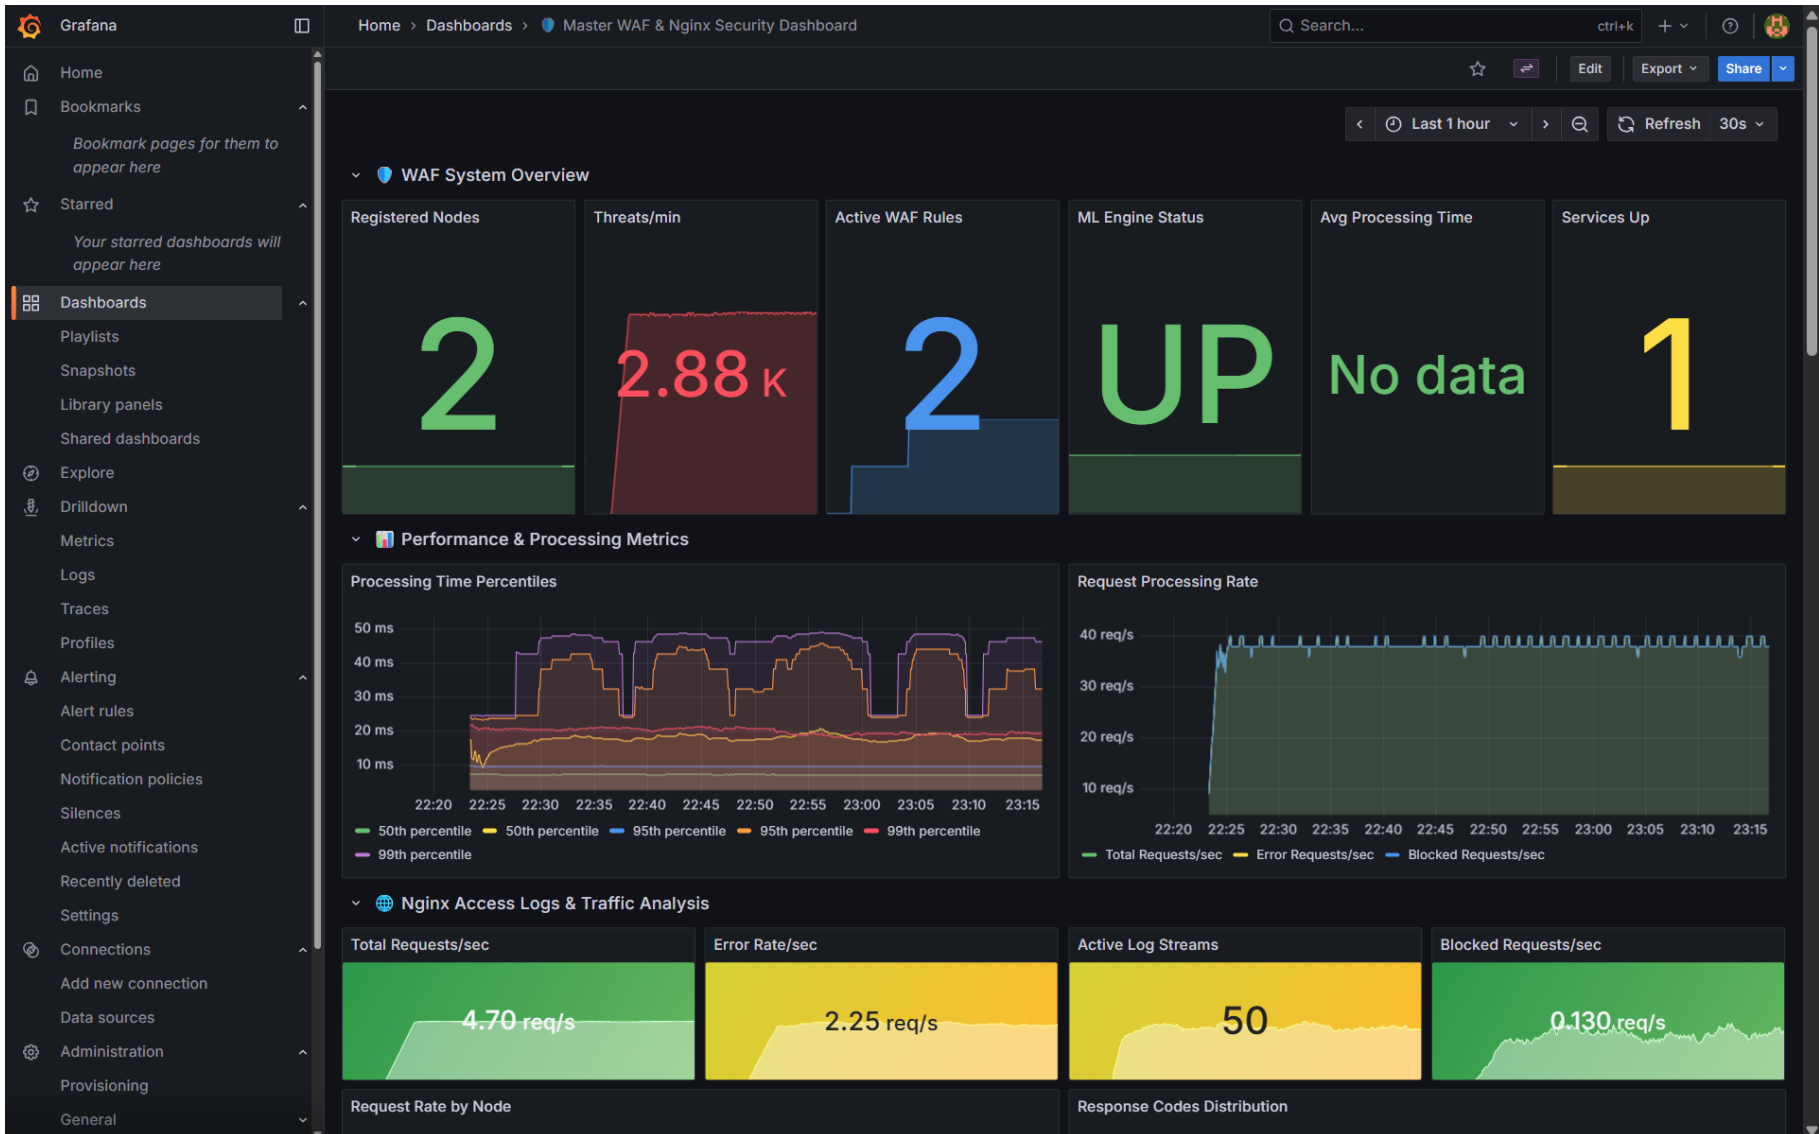 Grafana
Home › Dashboards › Master WAF & Nginx Security Dashboard
Search... ctrl+k
Home
Bookmarks
Bookmark pages for them to
appear here
Starred
Your starred dashboards will
appear here
Dashboards
Playlists
Snapshots
Library panels
Shared dashboards
Explore
Drilldown
Metrics
Logs
Traces
Profiles
Alerting
Alert rules
Contact points
Notification policies
Silences
Active notifications
Recently deleted
Settings
Connections
Add new connection
Data sources
Administration
Provisioning
General
Edit Export Share
Last 1 hour Refresh 30s
WAF System Overview
Registered Nodes
2
Threats/min
2.88 K
Active WAF Rules
2
ML Engine Status
UP
Avg Processing Time
No data
Services Up
1
Performance & Processing Metrics
Processing Time Percentiles
50 ms
40 ms
30 ms
20 ms
10 ms
22:20 22:25 22:30 22:35 22:40 22:45 22:50 22:55 23:00 23:05 23:10 23:15
50th percentile 50th percentile 95th percentile 95th percentile 99th percentile
99th percentile
Request Processing Rate
40 req/s
30 req/s
20 req/s
10 req/s
22:20 22:25 22:30 22:35 22:40 22:45 22:50 22:55 23:00 23:05 23:10 23:15
Total Requests/sec Error Requests/sec Blocked Requests/sec
Nginx Access Logs & Traffic Analysis
Total Requests/sec
4.70 req/s
Error Rate/sec
2.25 req/s
Active Log Streams
50
Blocked Requests/sec
0.130 req/s
Request Rate by Node
Response Codes Distribution